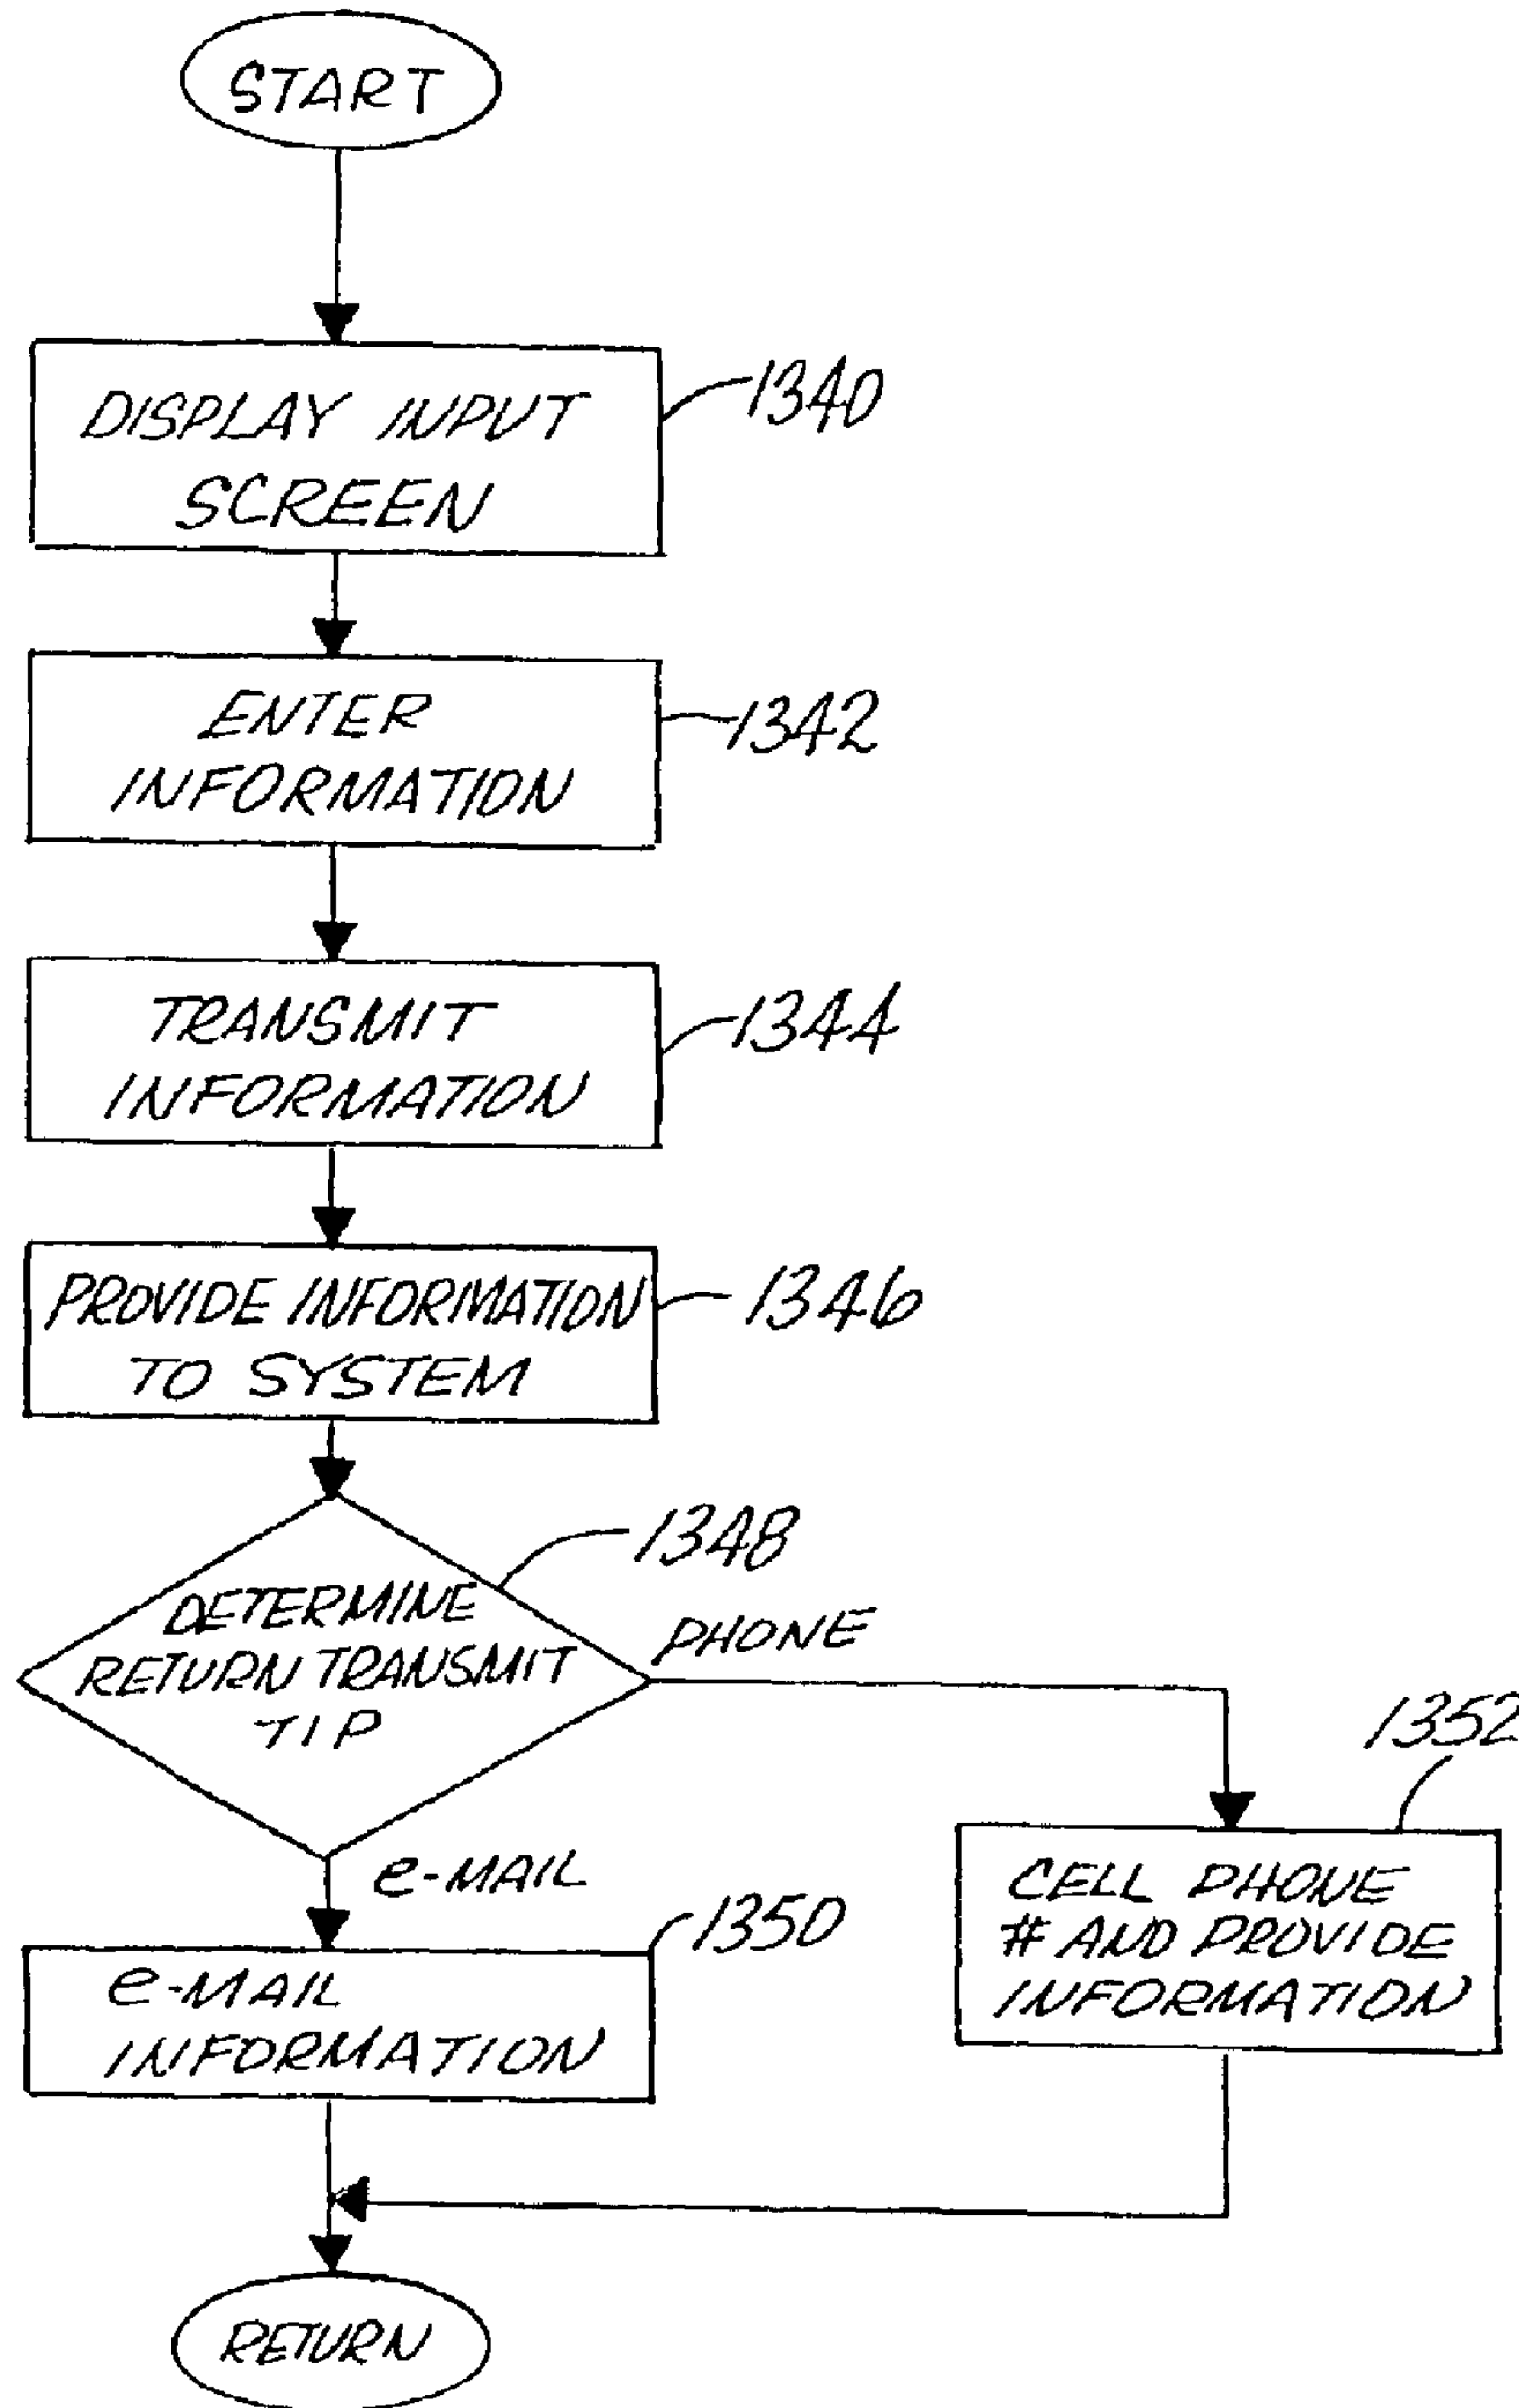 START
DISPLAY INPUT
SCREEN
1340
ENTER
INFORMATION
1342
TRANSMIT
INFORMATION
1344
PROVIDE INFORMATION
TO SYSTEM
1346
1348
DETERMINE
RETURN TRANSMIT
TIP
PHONE
1352
CELL PHONE
# AND PROVIDE
INFORMATION
e-MAIL
1350
e-MAIL
INFORMATION
RETURN